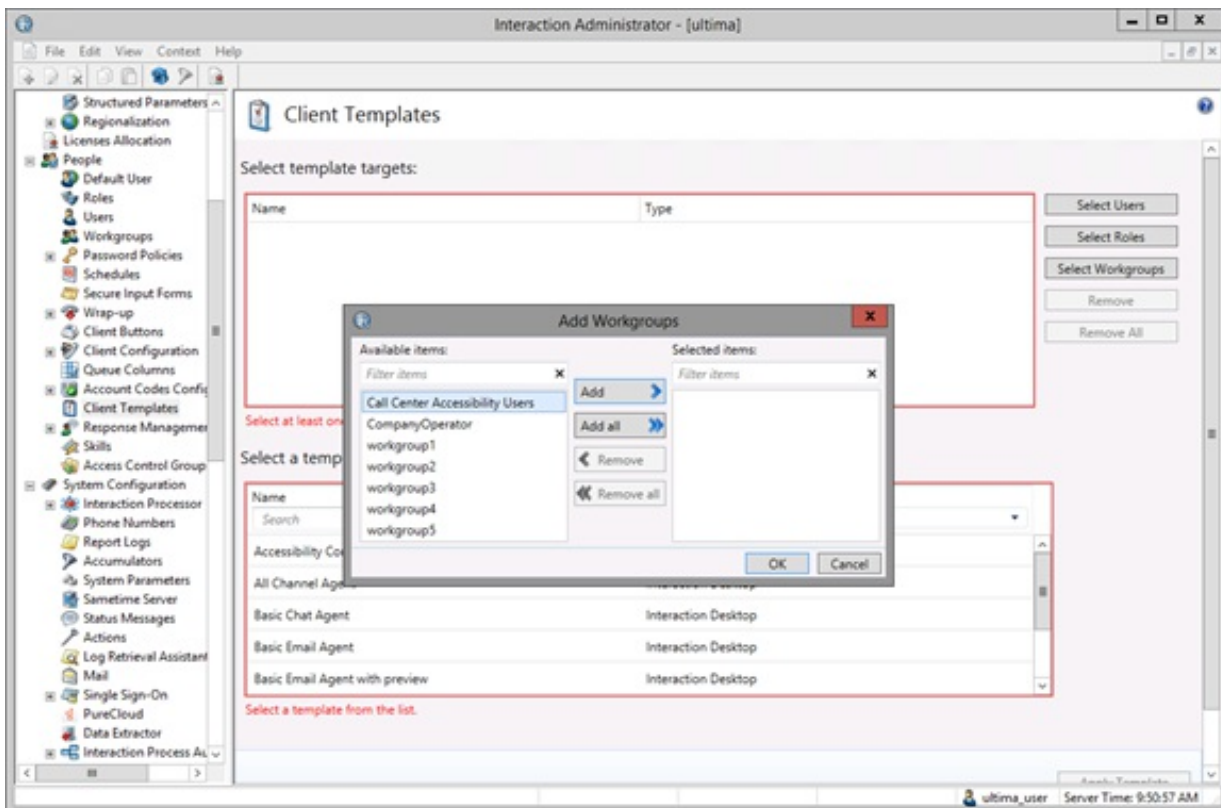 Interaction Administrator - [ultima]
File Edit View Context Help
Structured Parameters
Regionalization
Licenses Allocation
People
Default User
Roles
Users
Workgroups
Password Policies
Schedules
Secure Input Forms
Wrap-up
Client Buttons
Client Configuration
Queue Columns
Account Codes Config
Client Templates
Response Managemen
Skills
Access Control Group
System Configuration
Interaction Processor
Phone Numbers
Report Logs
Accumulators
System Parameters
Sametime Server
Status Messages
Actions
Log Retrieval Assistant
Mail
Single Sign-On
PureCloud
Data Extractor
Interaction Process Au
Client Templates
Select template targets:
Name Type
Select Users
Select Roles
Select Workgroups
Remove
Remove All
Select at least one
Select a temp
Name
Search
Accessibility Co
All Channel Age
Basic Chat Agent Interaction Desktop
Basic Email Agent Interaction Desktop
Basic Email Agent with preview Interaction Desktop
Select a template from the list.
Apply Template
Add Workgroups
Available items:
Filter items
Call Center Accessibility Users
CompanyOperator
workgroup1
workgroup2
workgroup3
workgroup4
workgroup5
Add
Add all
Remove
Remove all
Selected items:
Filter items
OK Cancel
ultima_user Server Time: 9:50:57 AM